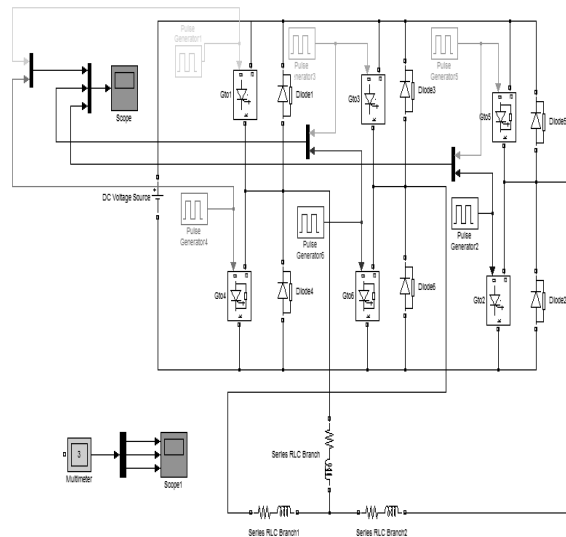 Pulse
Generator1
Pulse
enerator3
Pulse
Generator5
Scope
Gto1
Diode1
Gto3
Diode3
Gto5
Diode5
DC Voltage Source
Pulse
Generator4
Pulse
Generator6
Pulse
Generator2
Gto4
Diode4
Gto6
Diode6
Gto2
Diode2
3
Multimeter
Scope1
Series RLC Branch
Series RLC Branch1
Series RLC Branch2